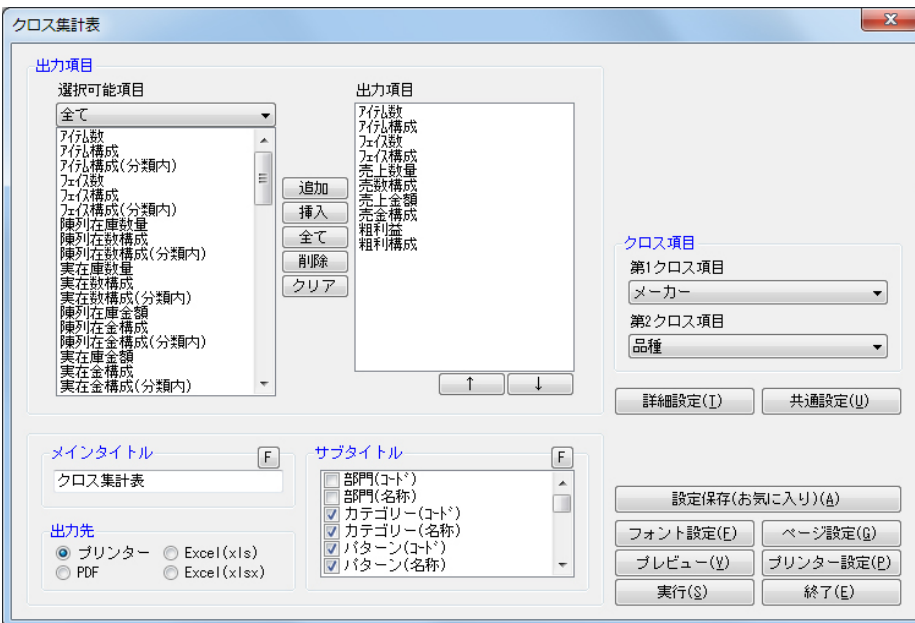 クロス集計表
出力項目
選択可能項目
全て
ｱｲﾃﾑ数
ｱｲﾃﾑ構成
ｱｲﾃﾑ構成(分類内)
ﾌｪｲｽ数
ﾌｪｲｽ構成
ﾌｪｲｽ構成(分類内)
陳列在庫数量
陳列在数構成
陳列在数構成(分類内)
実在庫数量
実在数構成
実在数構成(分類内)
陳列在庫金額
陳列在金構成
陳列在金構成(分類内)
実在庫金額
実在金構成
実在金構成(分類内)
追加
挿入
全て
削除
クリア
出力項目
ｱｲﾃﾑ数
ｱｲﾃﾑ構成
ﾌｪｲｽ数
ﾌｪｲｽ構成
売上数量
売数構成
売上金額
売金構成
粗利益
粗利構成
↑ ↓
クロス項目
第1クロス項目
メーカー
第2クロス項目
品種
詳細設定(I) 共通設定(U)
メインタイトル F
クロス集計表
出力先
プリンター Excel(xls)
PDF Excel(xlsx)
サブタイトル F
部門(ｺｰﾄﾞ)
部門(名称)
カテゴリー(ｺｰﾄﾞ)
カテゴリー(名称)
パターン(ｺｰﾄﾞ)
パターン(名称)
設定保存(お気に入り)(A)
フォント設定(F) ページ設定(G)
プレビュー(V) プリンター設定(P)
実行(S) 終了(E)